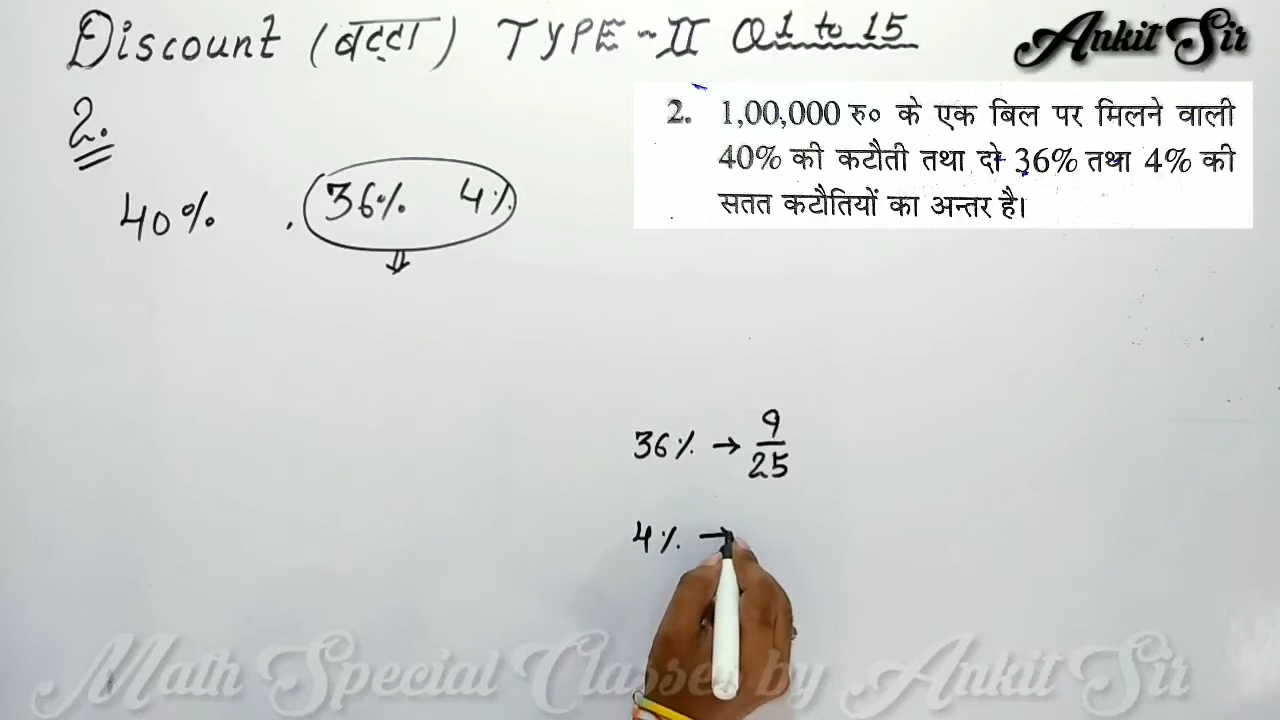 Discount (बट्टा) TYPE-II Q 1 to 15
Ankit Sir
2.
2. 1,00,000 रु० के एक बिल पर मिलने वाली
40% की कटौती तथा दो 36% तथा 4% की
सतत कटौतियों का अन्तर है।
40% , 36% 4%
⇓
36% → 9/25
4% →
Math Special Classes by Ankit Sir